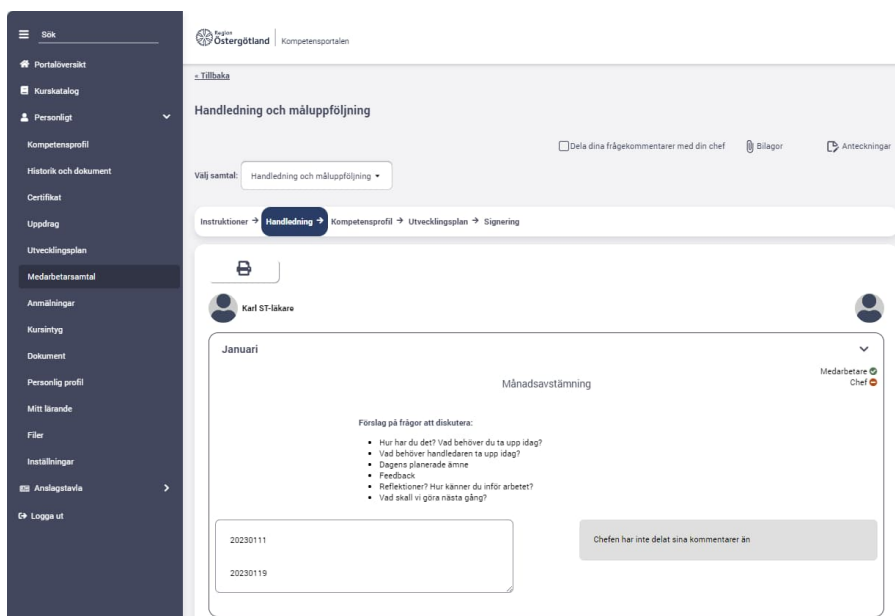 Sök
Portalöversikt
Kurskatalog
Personligt
Kompetensprofil
Historik och dokument
Certifikat
Uppdrag
Utvecklingsplan
Medarbetarsamtal
Anmälningar
Kursintyg
Dokument
Personlig profil
Mitt lärande
Filer
Inställningar
Anslagstavla
Logga ut
Region
Östergötland
Kompetensportalen
« Tillbaka
Handledning och måluppföljning
Dela dina frågekommentarer med din chef Bilagor Anteckningar
Välj samtal: Handledning och måluppföljning
Instruktioner → Handledning → Kompetensprofil → Utvecklingsplan → Signering
Karl ST-läkare
Januari
Medarbetare
Chef
Månadsavstämning
Förslag på frågor att diskutera:
• Hur har du det? Vad behöver du ta upp idag?
• Vad behöver handledaren ta upp idag?
• Dagens planerade ämne
• Feedback
• Reflektioner? Hur känner du inför arbetet?
• Vad skall vi göra nästa gång?
20230111
20230119
Chefen har inte delat sina kommentarer än